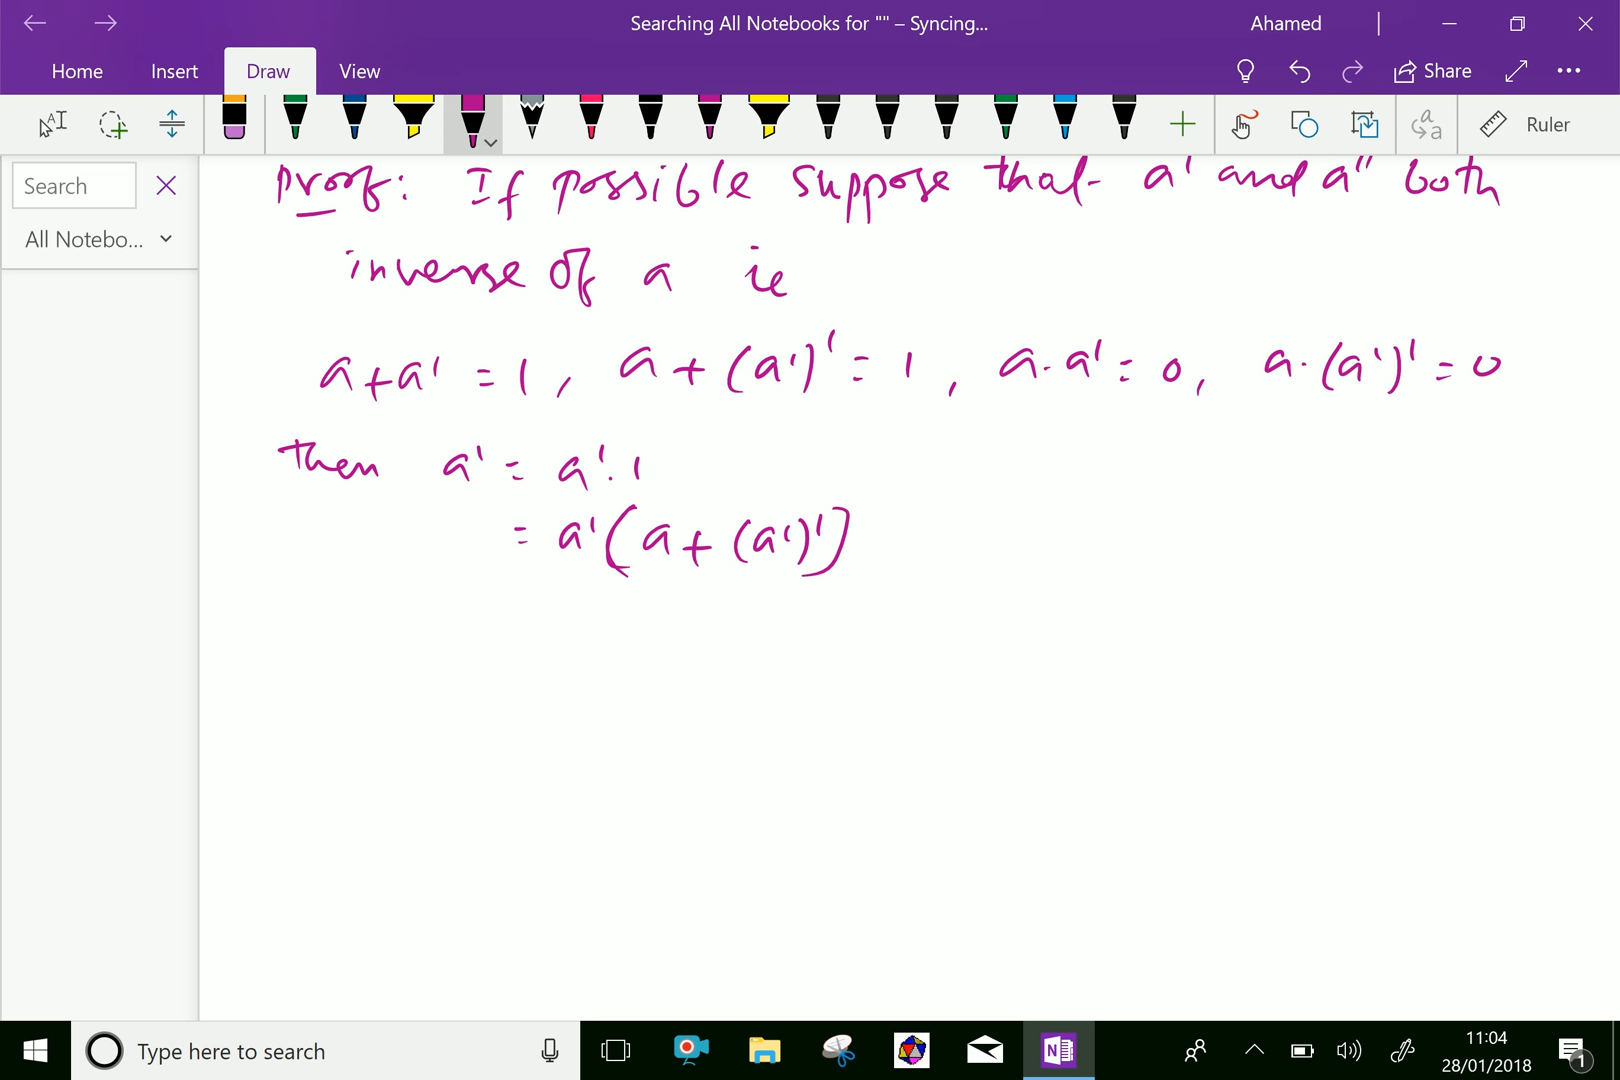 Searching All Notebooks for "" – Syncing...
Ahamed
Home Insert Draw View
Share
Ruler
Search
All Notebo...
Proof: If possible suppose that a' and a'' both
inverse of a ie
a+a' = 1, a + (a')' = 1, a·a' = 0, a·(a')' = 0
then a' = a'.1
= a'(a + (a')')
Type here to search
11:04
28/01/2018
1